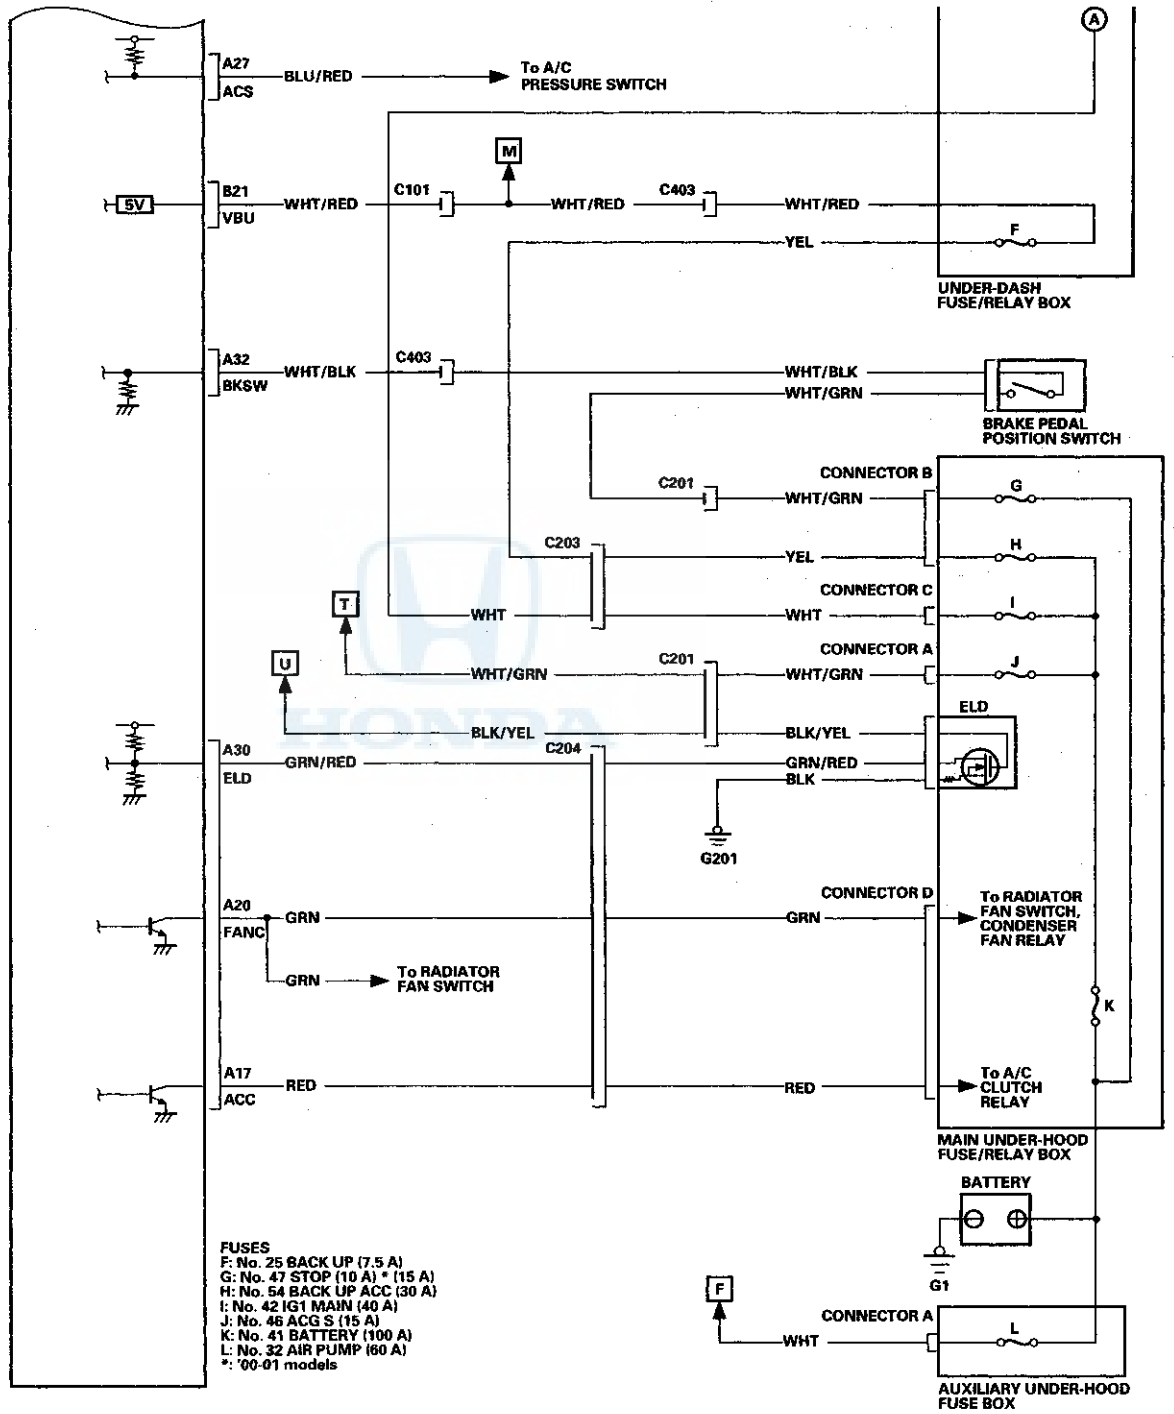 A
A27
ACS
BLU/RED
To A/C
PRESSURE SWITCH
5V
B21
VBU
WHT/RED
C101
M
WHT/RED
C403
WHT/RED
F
YEL
UNDER-DASH
FUSE/RELAY BOX
A32
BKSW
WHT/BLK
C403
WHT/BLK
WHT/GRN
BRAKE PEDAL
POSITION SWITCH
CONNECTOR B
C201
WHT/GRN
G
C203
YEL
H
CONNECTOR C
T
WHT
WHT
I
CONNECTOR A
U
WHT/GRN
C201
WHT/GRN
J
HONDA
ELD
BLK/YEL
BLK/YEL
C204
A30
ELD
GRN/RED
GRN/RED
BLK
G201
CONNECTOR D
A20
FANC
GRN
GRN
To RADIATOR
FAN SWITCH,
CONDENSER
FAN RELAY
GRN
To RADIATOR
FAN SWITCH
K
A17
ACC
RED
RED
To A/C
CLUTCH
RELAY
MAIN UNDER-HOOD
FUSE/RELAY BOX
BATTERY
G1
FUSES
F: No. 25 BACK UP (7.5 A)
G: No. 47 STOP (10 A) * (15 A)
H: No. 54 BACK UP ACC (30 A)
I: No. 42 IG1 MAIN (40 A)
J: No. 46 ACG S (15 A)
K: No. 41 BATTERY (100 A)
L: No. 32 AIR PUMP (60 A)
*: '00-01 models
F
CONNECTOR A
WHT
L
AUXILIARY UNDER-HOOD
FUSE BOX